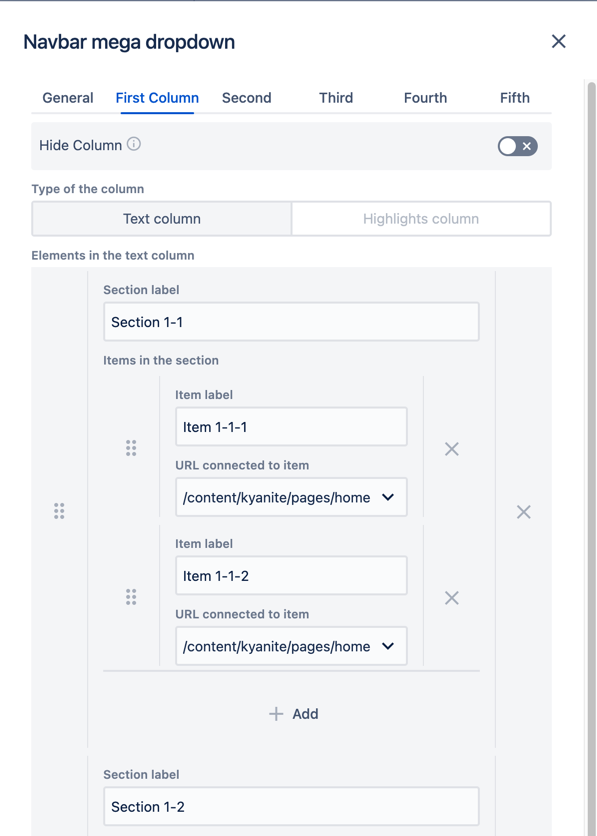 Navbar mega dropdown
General First Column Second Third Fourth Fifth
Hide Column
Type of the column
Text column Highlights column
Elements in the text column
Section label
Section 1-1
Items in the section
Item label
Item 1-1-1
URL connected to item
/content/kyanite/pages/home
Item label
Item 1-1-2
URL connected to item
/content/kyanite/pages/home
Add
Section label
Section 1-2